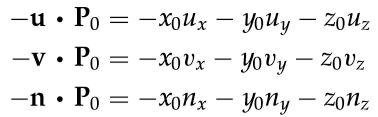 −u • P₀ = −x₀uₓ − y₀u_y − z₀u_z
−v • P₀ = −x₀vₓ − y₀v_y − z₀v_z
−n • P₀ = −x₀nₓ − y₀n_y − z₀n_z